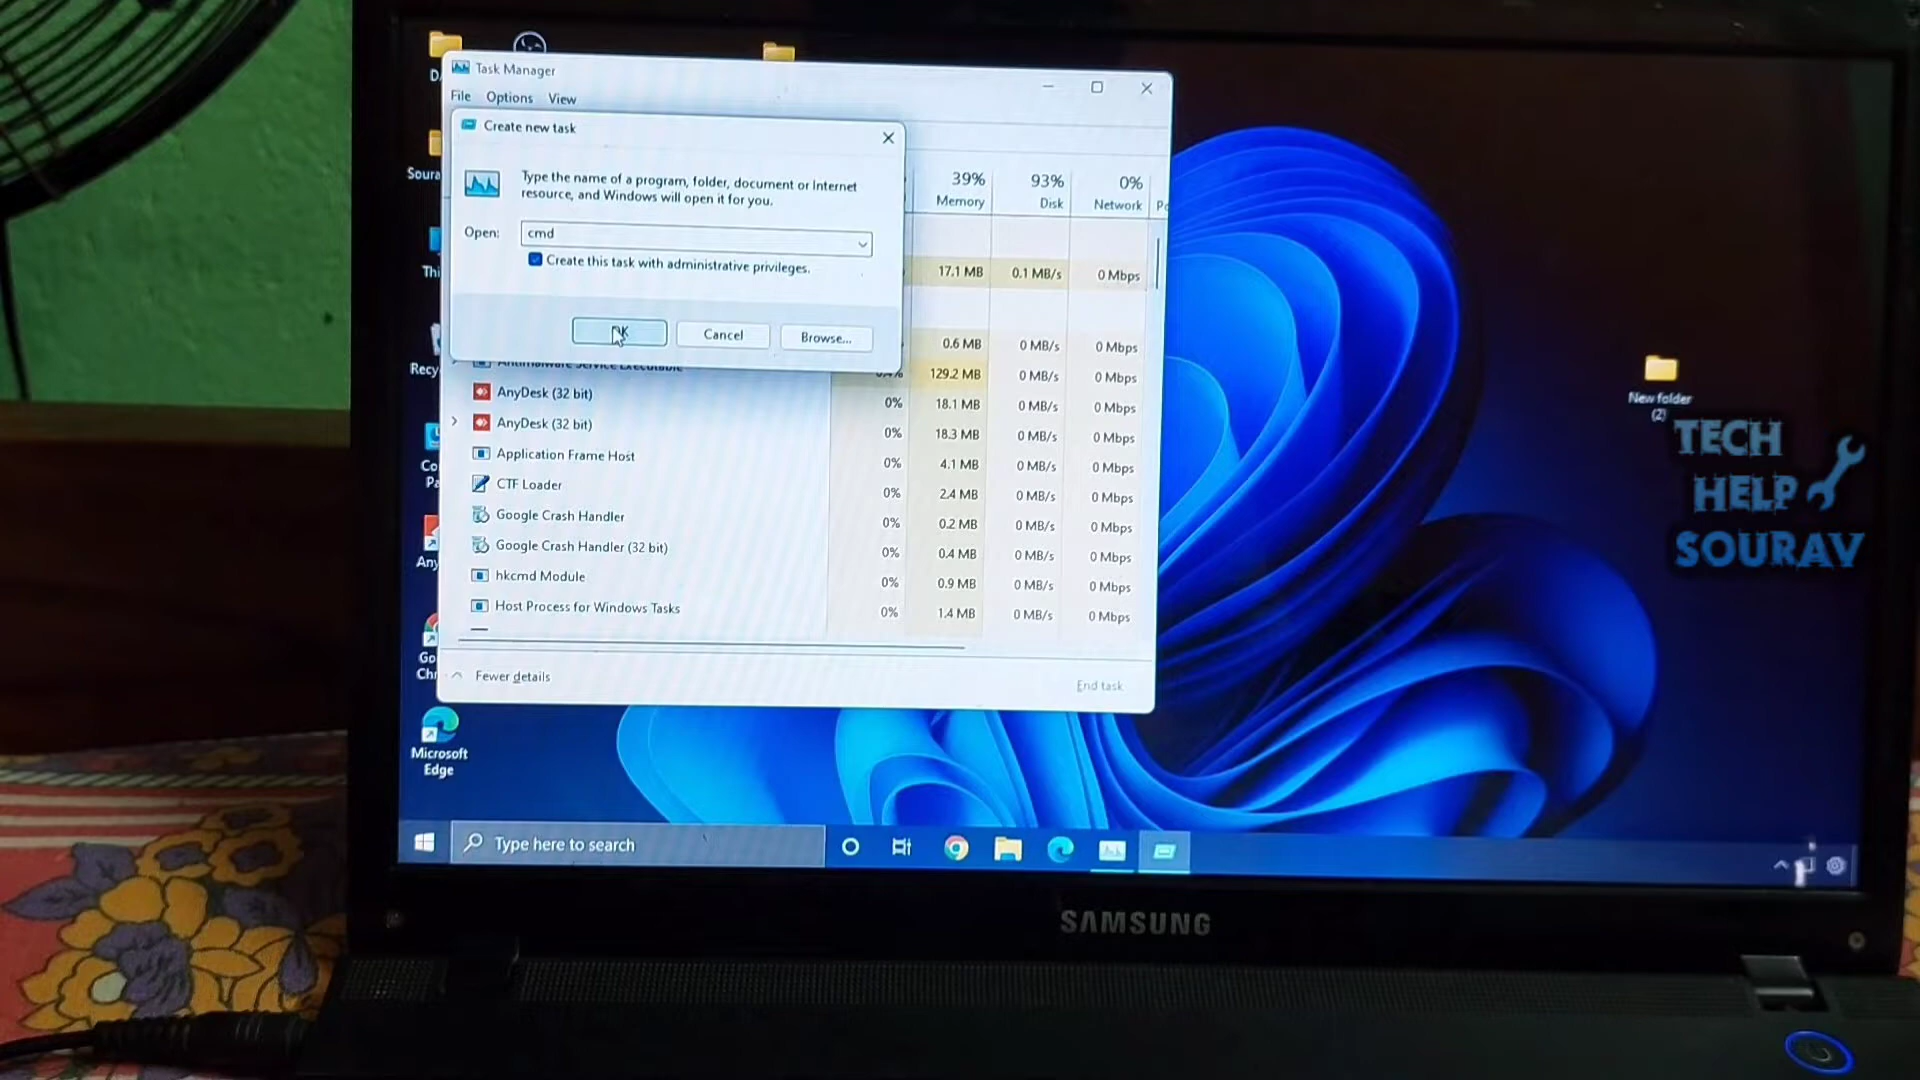 Task Manager
File Options View
Create new task
Type the name of a program, folder, document or Internet
resource, and Windows will open it for you.
Open: cmd
Create this task with administrative privileges.
OK Cancel Browse...
39% 93% 0%
Memory Disk Network
17.1 MB 0.1 MB/s 0 Mbps
0.6 MB 0 MB/s 0 Mbps
Antimalware Service Executable 129.2 MB 0 MB/s 0 Mbps
AnyDesk (32 bit) 0% 18.1 MB 0 MB/s 0 Mbps
AnyDesk (32 bit) 0% 18.3 MB 0 MB/s 0 Mbps
Application Frame Host 0% 4.1 MB 0 MB/s 0 Mbps
CTF Loader 0% 2.4 MB 0 MB/s 0 Mbps
Google Crash Handler 0% 0.2 MB 0 MB/s 0 Mbps
Google Crash Handler (32 bit) 0% 0.4 MB 0 MB/s 0 Mbps
hkcmd Module 0% 0.9 MB 0 MB/s 0 Mbps
Host Process for Windows Tasks 0% 1.4 MB 0 MB/s 0 Mbps
Fewer details
End task
Microsoft
Edge
New folder
(2)
TECH
HELP
SOURAV
Type here to search
SAMSUNG